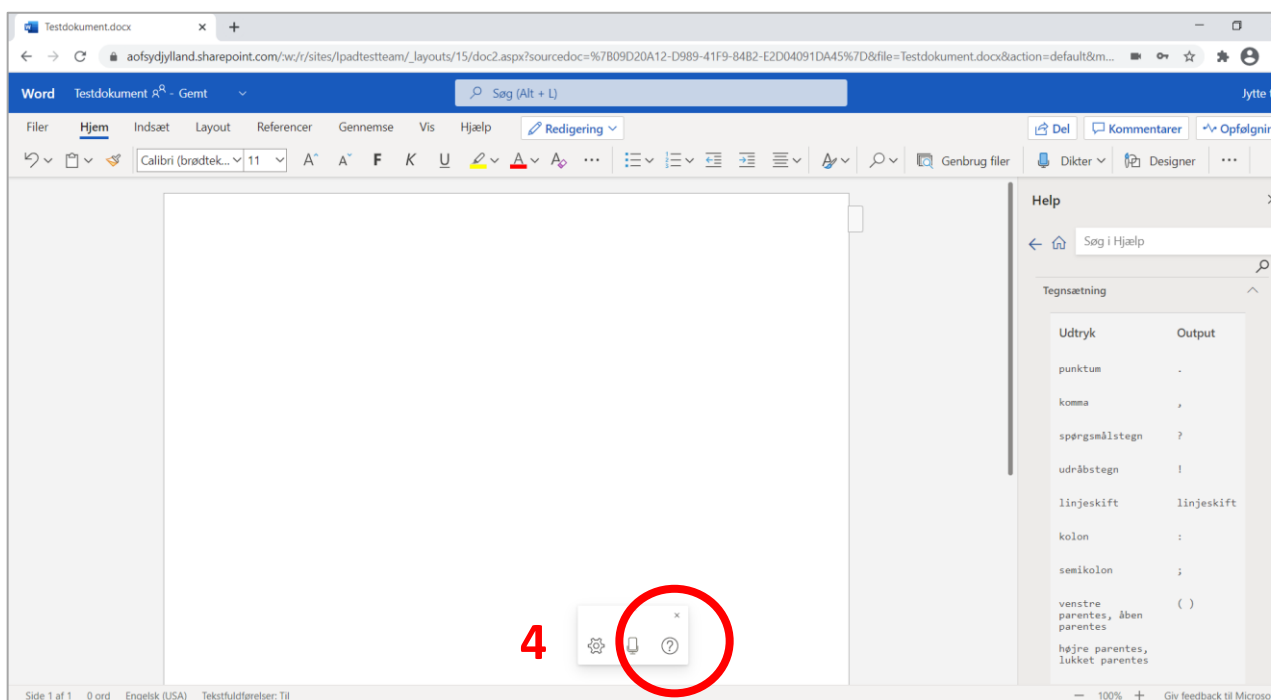 Testdokument.docx
aofsydjylland.sharepoint.com/:w:/r/sites/Ipadtestteam/_layouts/15/doc2.aspx?sourcedoc=%7B09D20A12-D989-41F9-84B2-E2D04091DA45%7D&file=Testdokument.docx&action=default&m...
Word Testdokument - Gemt Søg (Alt + L) Jytte
Filer Hjem Indsæt Layout Referencer Gennemse Vis Hjælp Redigering Del Kommentarer Opfølgnin
Calibri (brødtek... 11 A A F K U A A ... Genbrug filer Dikter Designer ...
Help
Søg i Hjælp
Tegnsætning
Udtryk Output
punktum .
komma ,
spørgsmålstegn ?
udråbstegn !
linjeskift linjeskift
kolon :
semikolon ;
venstre ( )
parentes, åben
parentes
højre parentes,
lukket parentes
4
Side 1 af 1 0 ord Engelsk (USA) Tekstfuldførelser: Til 100% Giv feedback til Microso